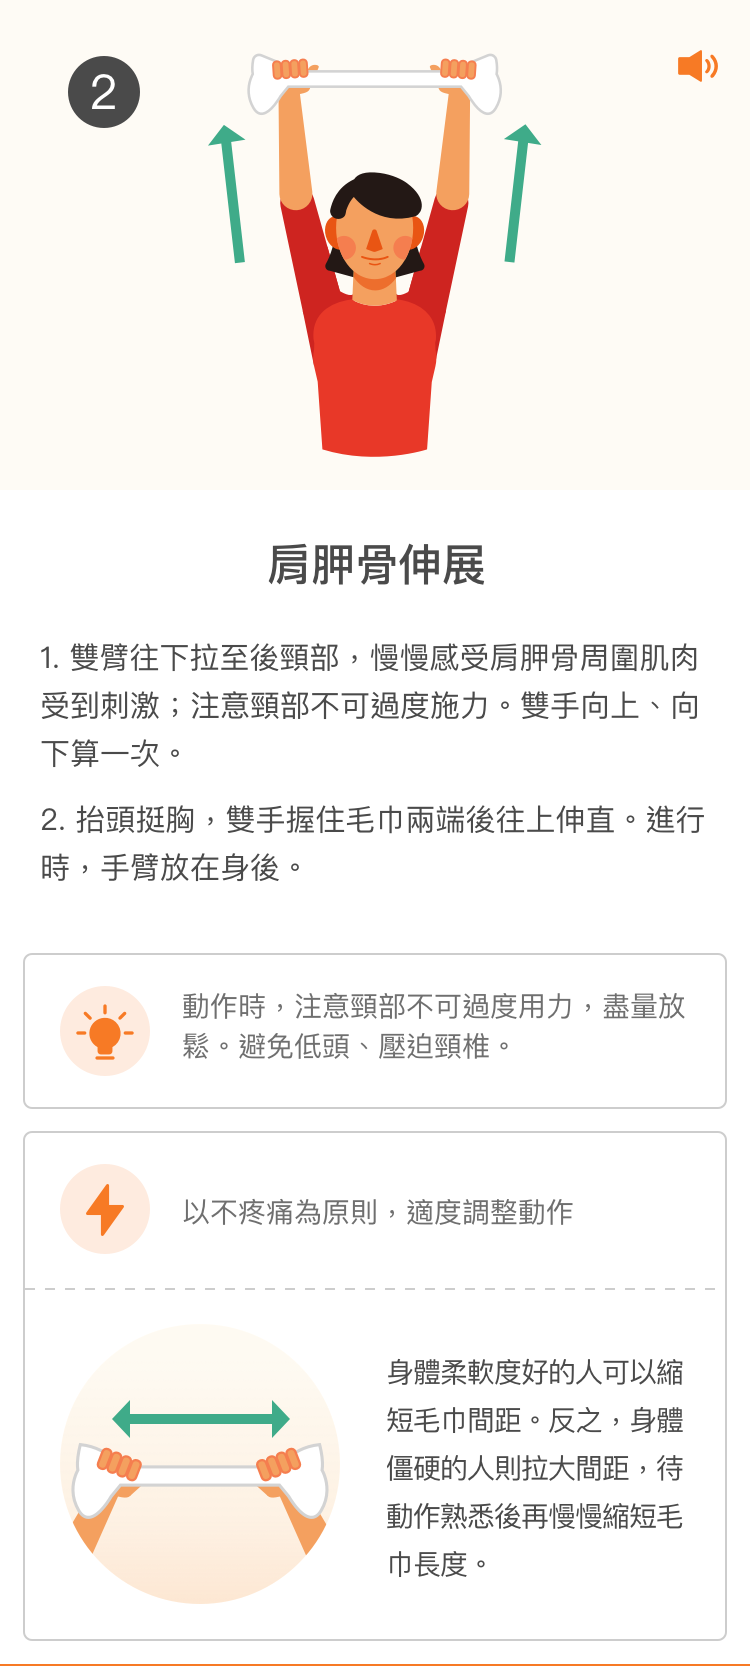 2
肩胛骨伸展
1. 雙臂往下拉至後頸部，慢慢感受肩胛骨周圍肌肉
受到刺激；注意頸部不可過度施力。雙手向上、向
下算一次。
2. 抬頭挺胸，雙手握住毛巾兩端後往上伸直。進行
時，手臂放在身後。
動作時，注意頸部不可過度用力，盡量放
鬆。避免低頭、壓迫頸椎。
以不疼痛為原則，適度調整動作
身體柔軟度好的人可以縮
短毛巾間距。反之，身體
僵硬的人則拉大間距，待
動作熟悉後再慢慢縮短毛
巾長度。